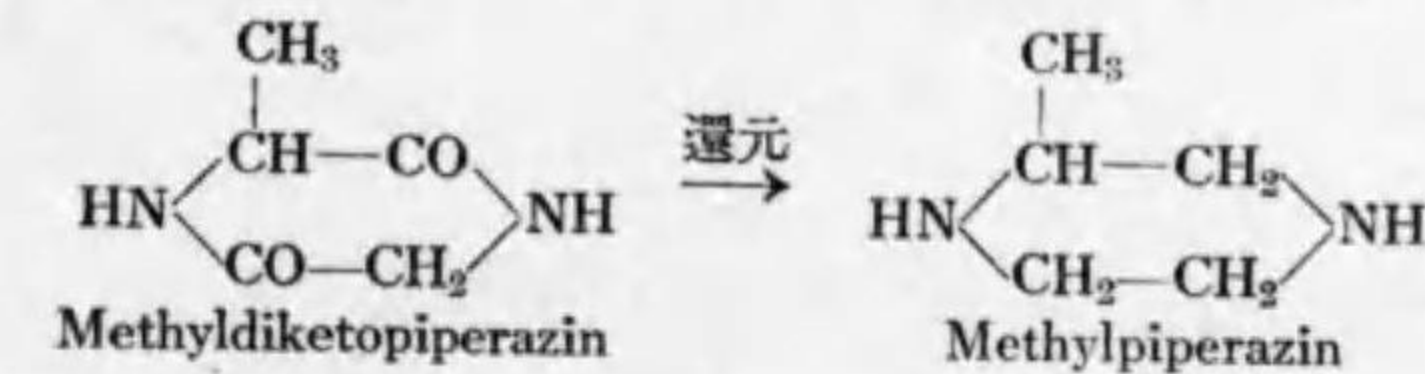 CH₃ CH₃
CH—CO 還元 CH—CH₂
HN NH → HN NH
CO—CH₂ CH₂—CH₂
Methyldiketopiperazin Methylpiperazin